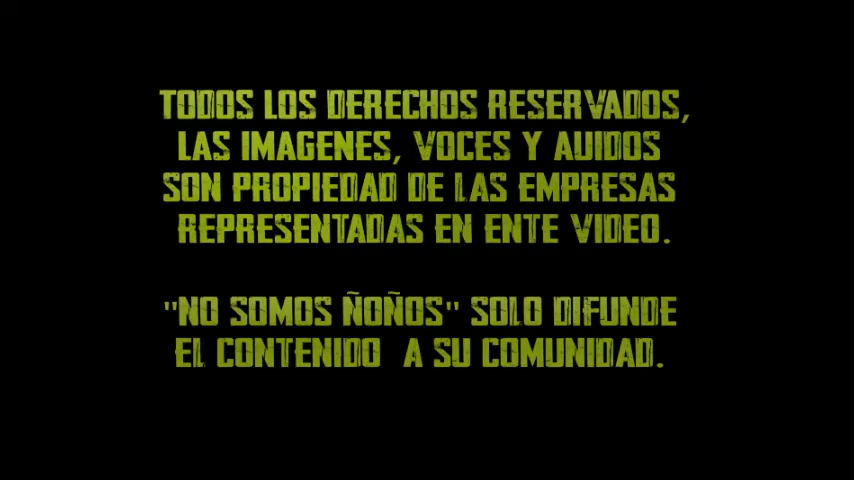 TODOS LOS DERECHOS RESERVADOS,
LAS IMAGENES, VOCES Y AUIDOS
SON PROPIEDAD DE LAS EMPRESAS
REPRESENTADAS EN ENTE VIDEO.
"NO SOMOS ÑOÑOS" SOLO DIFUNDE
EL CONTENIDO A SU COMUNIDAD.